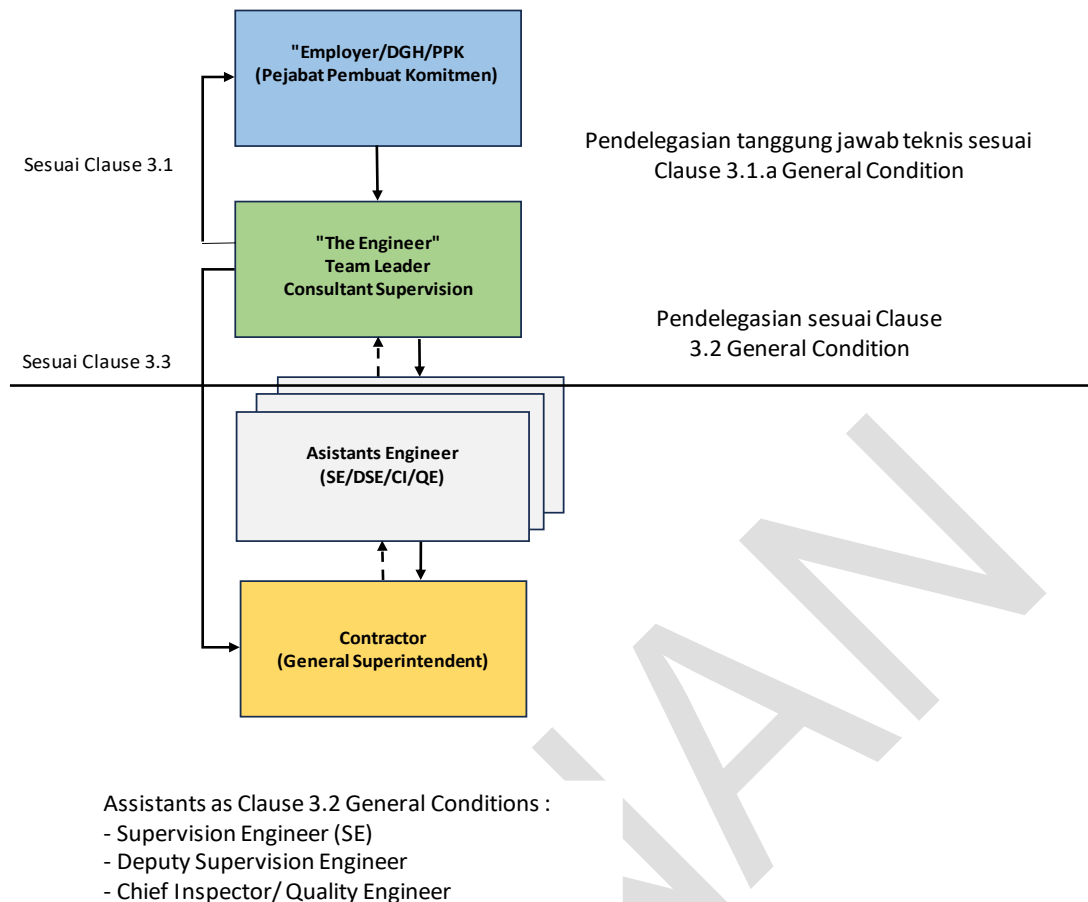 "Employer/DGH/PPK
(Pejabat Pembuat Komitmen)
Sesuai Clause 3.1
Pendelegasian tanggung jawab teknis sesuai
Clause 3.1.a General Condition
"The Engineer"
Team Leader
Consultant Supervision
Pendelegasian sesuai Clause
3.2 General Condition
Sesuai Clause 3.3
Asistants Engineer
(SE/DSE/CI/QE)
Contractor
(General Superintendent)
Assistants as Clause 3.2 General Conditions :
- Supervision Engineer (SE)
- Deputy Supervision Engineer
- Chief Inspector/ Quality Engineer